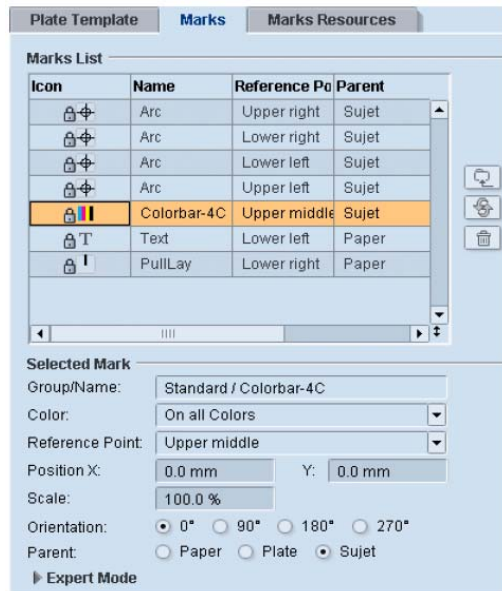 Plate Template Marks Marks Resources
Marks List
Icon Name Reference Po Parent
Arc Upper right Sujet
Arc Lower right Sujet
Arc Lower left Sujet
Arc Upper left Sujet
Colorbar-4C Upper middle Sujet
T Text Lower left Paper
PullLay Lower right Paper
Selected Mark
Group/Name: Standard / Colorbar-4C
Color: On all Colors
Reference Point: Upper middle
Position X: 0.0 mm Y: 0.0 mm
Scale: 100.0 %
Orientation: 0° 90° 180° 270°
Parent: Paper Plate Sujet
Expert Mode